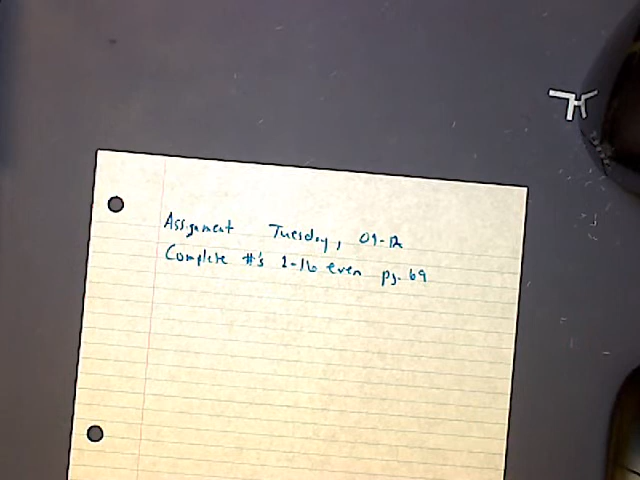 Assignment Tuesday, 09-12
Complete #'s 2-16 even pg. 69